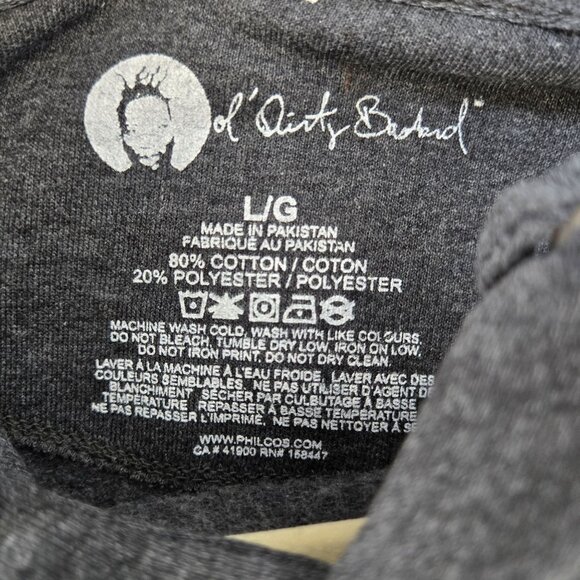 ol' Dirty Bastard™
L/G
MADE IN PAKISTAN
FABRIQUÉ AU PAKISTAN
80% COTTON / COTON
20% POLYESTER / POLYESTER
MACHINE WASH COLD, WASH WITH LIKE COLOURS.
DO NOT BLEACH, TUMBLE DRY LOW, IRON ON LOW.
DO NOT IRON PRINT. DO NOT DRY CLEAN.
LAVER À LA MACHINE À L'EAU FROIDE, LAVER AVEC DES
COULEURS SEMBLABLES. NE PAS UTILISER D'AGENT DE
BLANCHIMENT. SÉCHER PAR CULBUTAGE À BASSE
TEMPÉRATURE. REPASSER À BASSE TEMPÉRATURE
NE PAS REPASSER L'IMPRIMÉ. NE PAS NETTOYER À SE
WWW.PHILCOS.COM
CA # 41900 RN# 158447